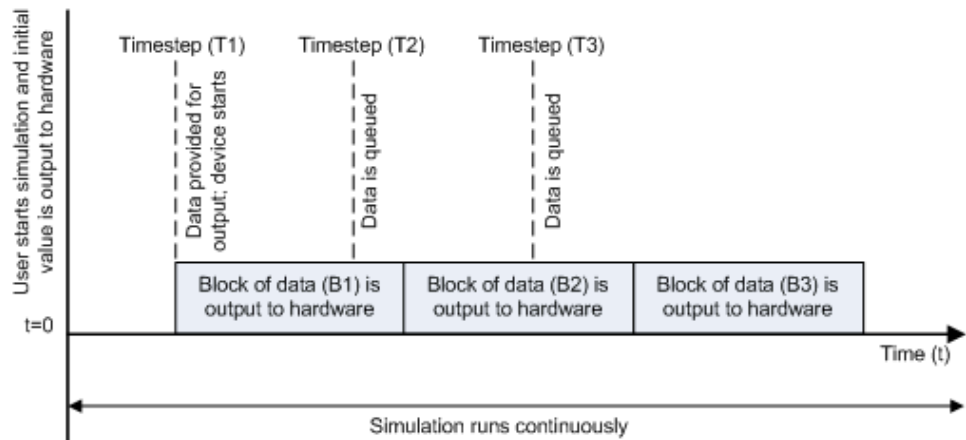 User starts simulation and initial
value is output to hardware
t=0
Timestep (T1)
Timestep (T2)
Timestep (T3)
Data provided for
output; device starts
Data is queued
Data is queued
Block of data (B1) is
output to hardware
Block of data (B2) is
output to hardware
Block of data (B3) is
output to hardware
Time (t)
Simulation runs continuously